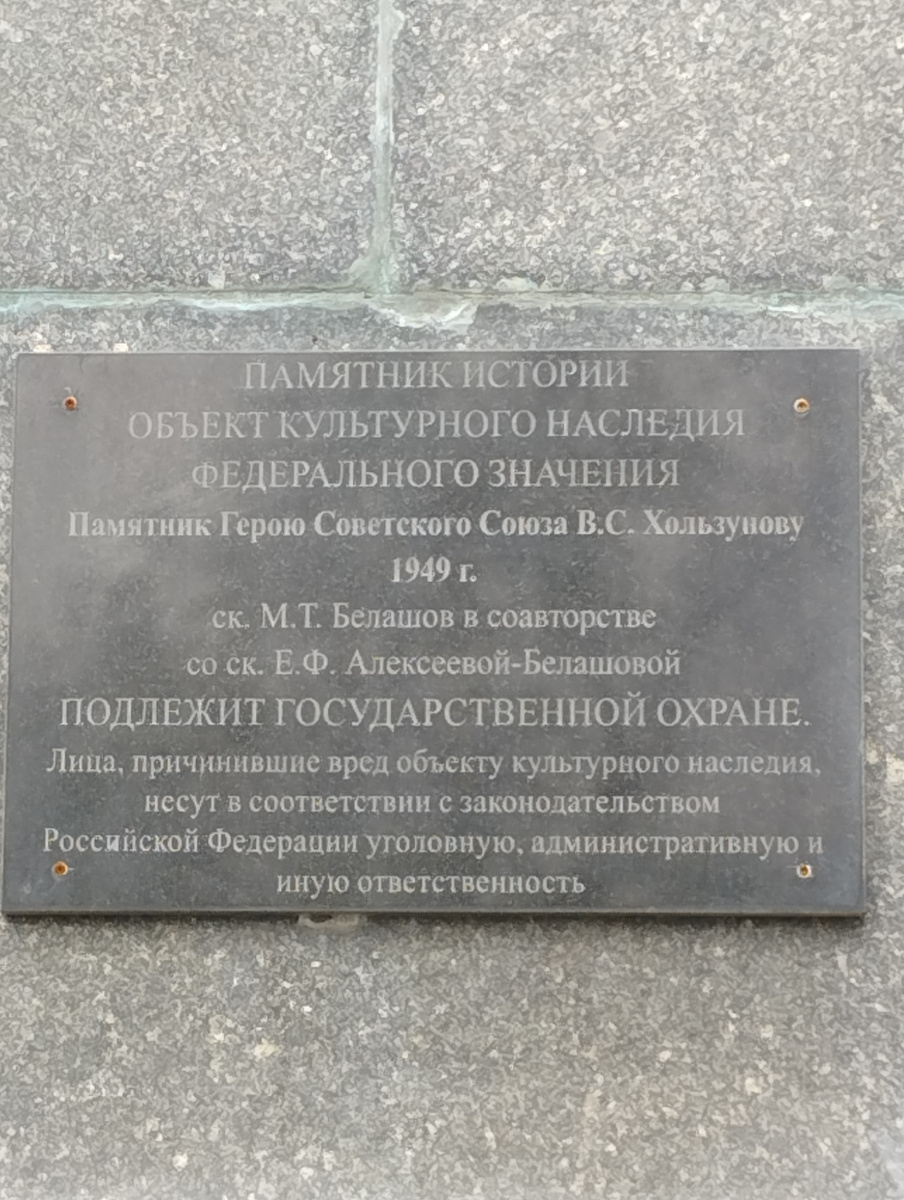 ПАМЯТНИК ИСТОРИИ
ОБЪЕКТ КУЛЬТУРНОГО НАСЛЕДИЯ
ФЕДЕРАЛЬНОГО ЗНАЧЕНИЯ
Памятник Герою Советского Союза В.С. Хользунову
1949 г.
ск. М.Т. Белашов в соавторстве
со ск. Е.Ф. Алексеевой-Белашовой
ПОДЛЕЖИТ ГОСУДАРСТВЕННОЙ ОХРАНЕ.
Лица, причинившие вред объекту культурного наследия,
несут в соответствии с законодательством
Российской Федерации уголовную, административную и
иную ответственность